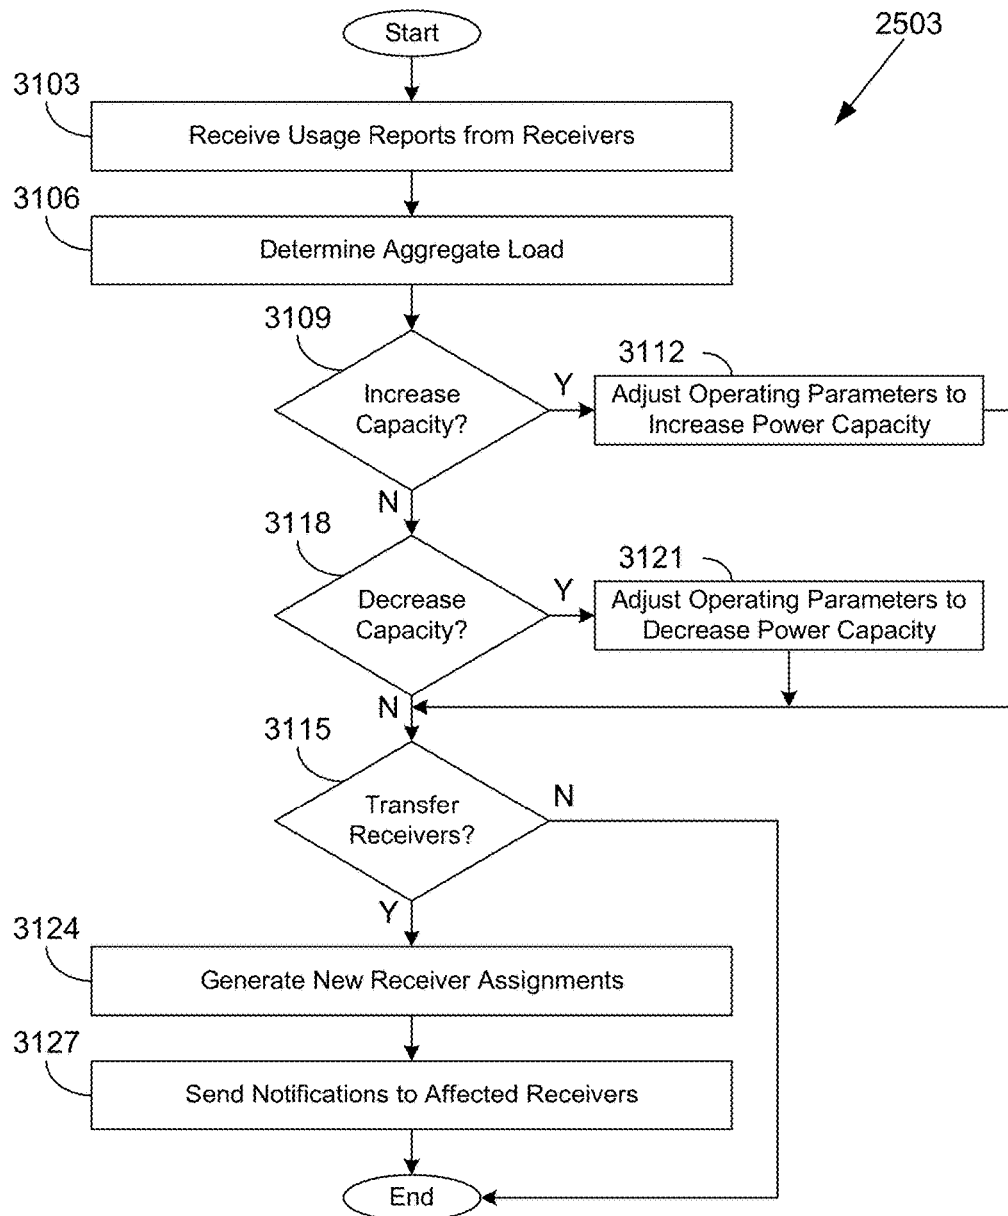 Start
2503
3103
Receive Usage Reports from Receivers
3106
Determine Aggregate Load
3109
Increase
Capacity?
Y
3112
Adjust Operating Parameters to
Increase Power Capacity
N
3118
Decrease
Capacity?
Y
3121
Adjust Operating Parameters to
Decrease Power Capacity
N
3115
Transfer
Receivers?
N
Y
3124
Generate New Receiver Assignments
3127
Send Notifications to Affected Receivers
End